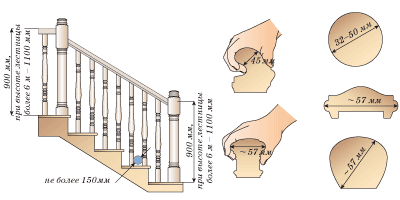 900 мм,
при высоте лестницы
более 6 м - 1100 мм
не более 150мм
900 мм,
при высоте лестницы
более 6 м - 1100 мм
45 мм
~ 57 мм
32-50 мм
~ 57 мм
~ 57 мм